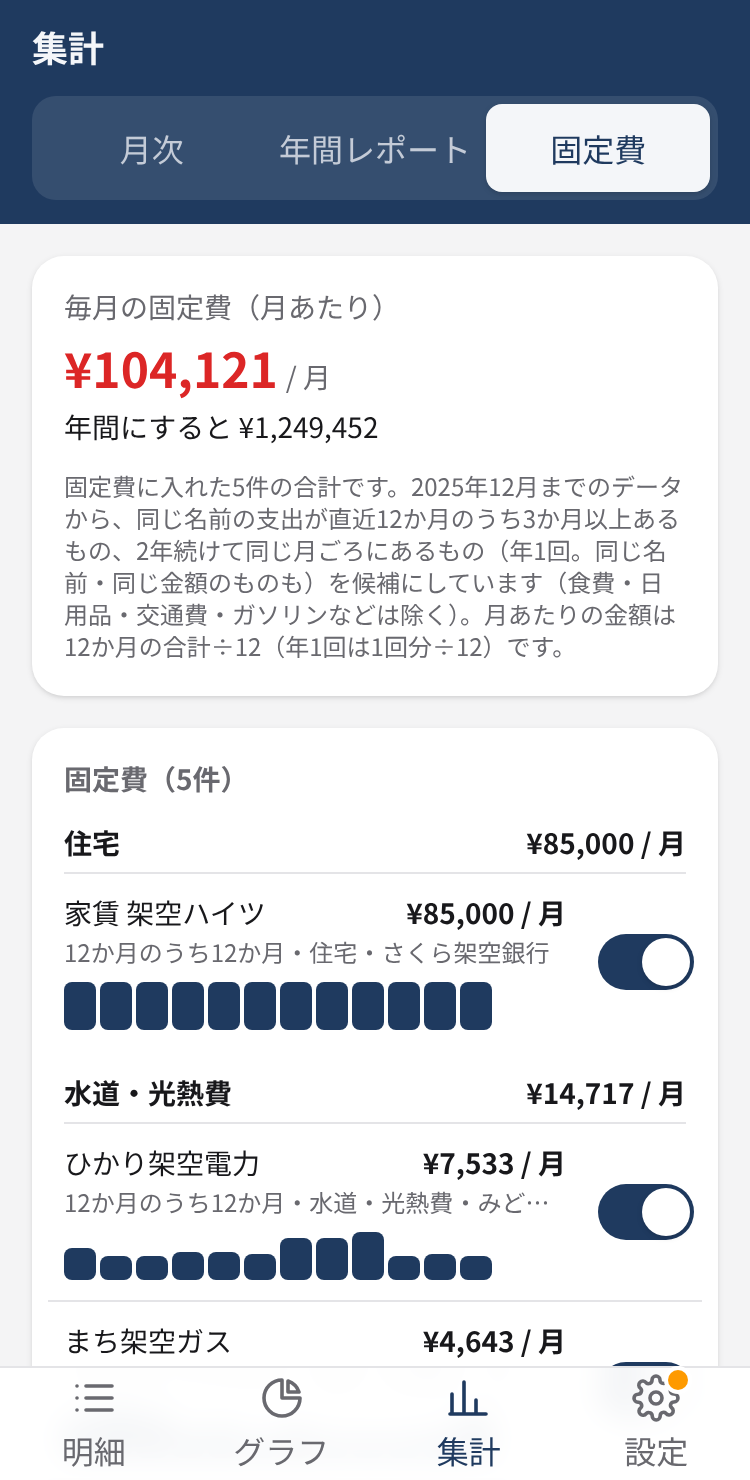 集計
月次 年間レポート 固定費
毎月の固定費（月あたり）
¥104,121 / 月
年間にすると ¥1,249,452
固定費に入れた5件の合計です。2025年12月までのデータ
から、同じ名前の支出が直近12か月のうち3か月以上ある
もの、2年続けて同じ月ごろにあるもの（年1回。同じ名
前・同じ金額のものも）を候補にしています（食費・日
用品・交通費・ガソリンなどは除く）。月あたりの金額は
12か月の合計÷12（年1回は1回分÷12）です。
固定費（5件）
住宅 ¥85,000 / 月
家賃 架空ハイツ ¥85,000 / 月
12か月のうち12か月・住宅・さくら架空銀行
水道・光熱費 ¥14,717 / 月
ひかり架空電力 ¥7,533 / 月
12か月のうち12か月・水道・光熱費・みど…
まち架空ガス ¥4,643 / 月
明細 グラフ 集計 設定